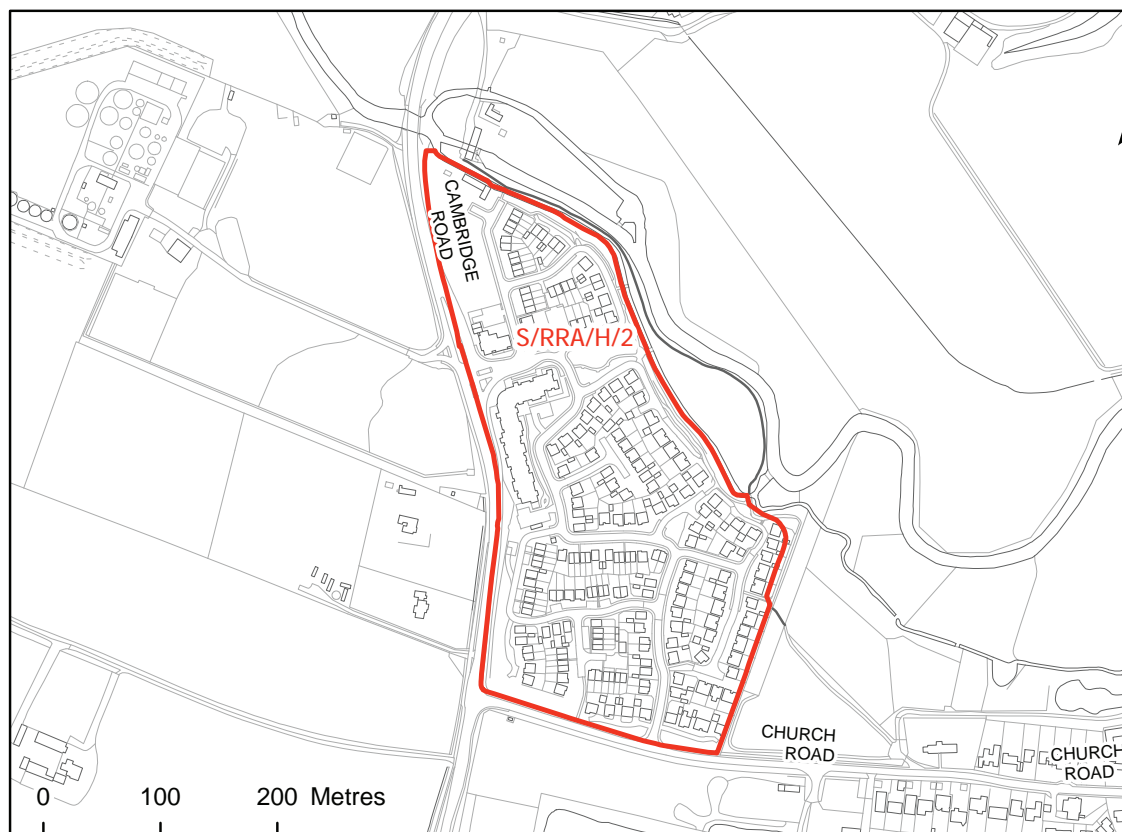 CAMBRIDGE
ROAD
S/RRA/H/2
CHURCH
ROAD
CHURCH
ROAD
0 100 200 Metres